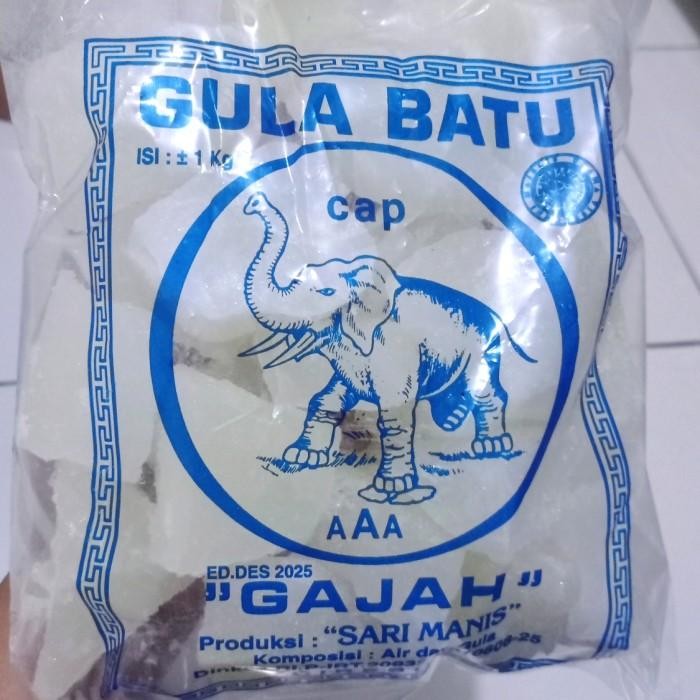 GULA BATU
ISI : ± 1 Kg
cap
AAA
ED.DES 2025
"GAJAH"
Produksi : "SARI MANIS"
Komposisi : Air dan Gula